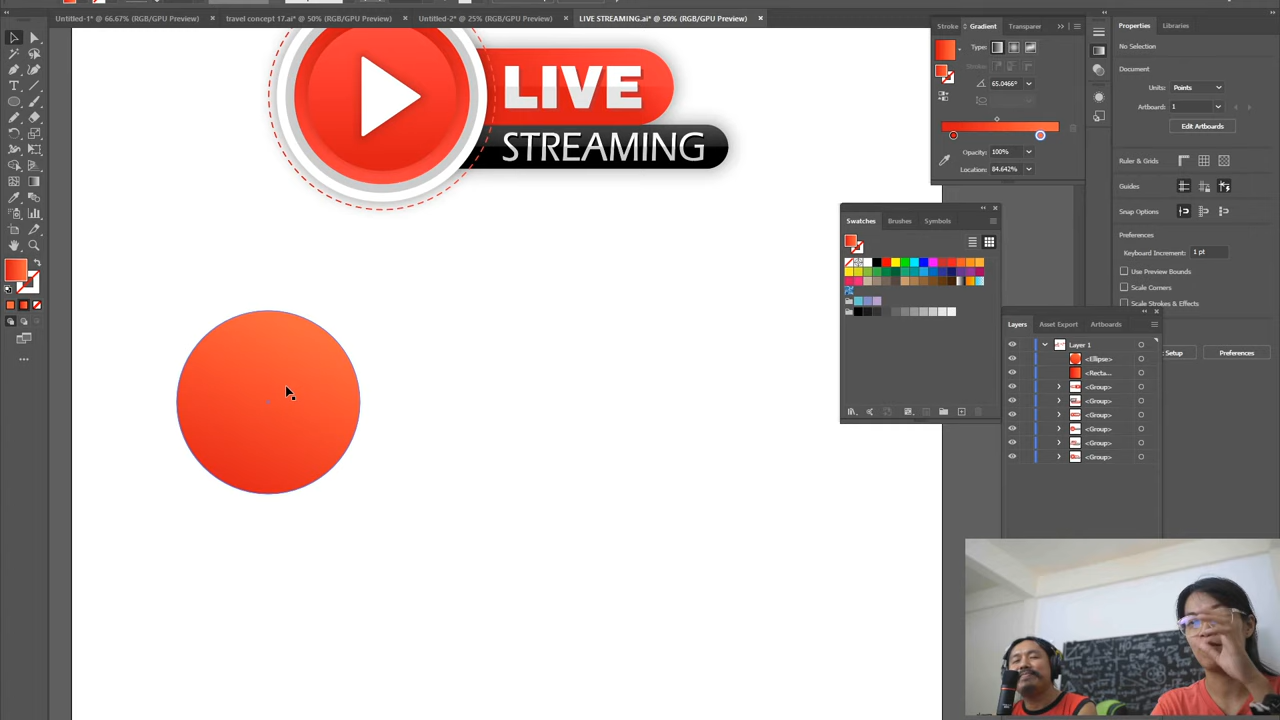 Untitled-1* @ 66.67% (RGB/GPU Preview) ×
travel concept 17.ai* @ 50% (RGB/GPU Preview) ×
Untitled-2* @ 25% (RGB/GPU Preview) ×
LIVE STREAMING.ai* @ 50% (RGB/GPU Preview) ×
LIVE
STREAMING
Stroke
Gradient
Transparer
Type:
65.0466°
Opacity: 100%
Location: 84.642%
Swatches
Brushes
Symbols
Properties
Libraries
No Selection
Document
Units: Points
Artboard: 1
Edit Artboards
Ruler & Grids
Guides
Snap Options
Preferences
Keyboard Increment: 1 pt
Use Preview Bounds
Scale Corners
Scale Strokes & Effects
Setup
Preferences
Layers
Asset Export
Artboards
Layer 1
<Ellipse>
<Recta...
<Group>
<Group>
<Group>
<Group>
<Group>
<Group>